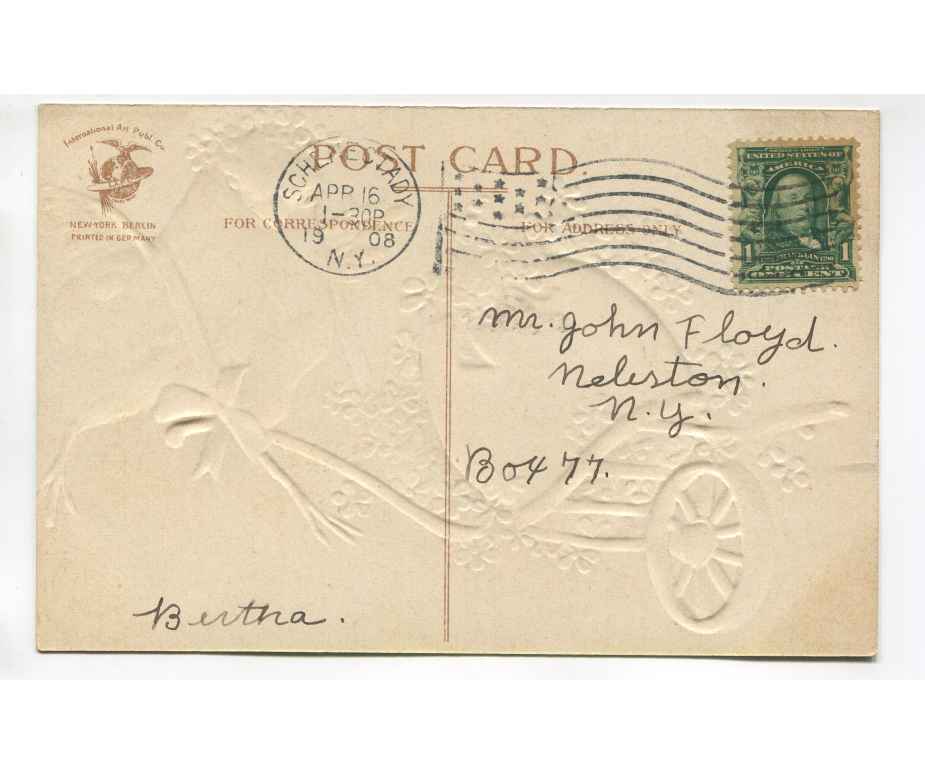 International Art Publ. Co.
NEW-YORK BERLIN
PRINTED IN GERMANY
POST CARD.
SCHENECTADY
APR 16
1-30P
19 08
N.Y.
FOR CORRESPONDENCE
FOR ADDRESS ONLY
UNITED STATES OF
AMERICA
1 1
POSTAGE
ONE CENT
Mr. John Floyd.
Neleston.
N.Y.
Box 77.
Bertha.